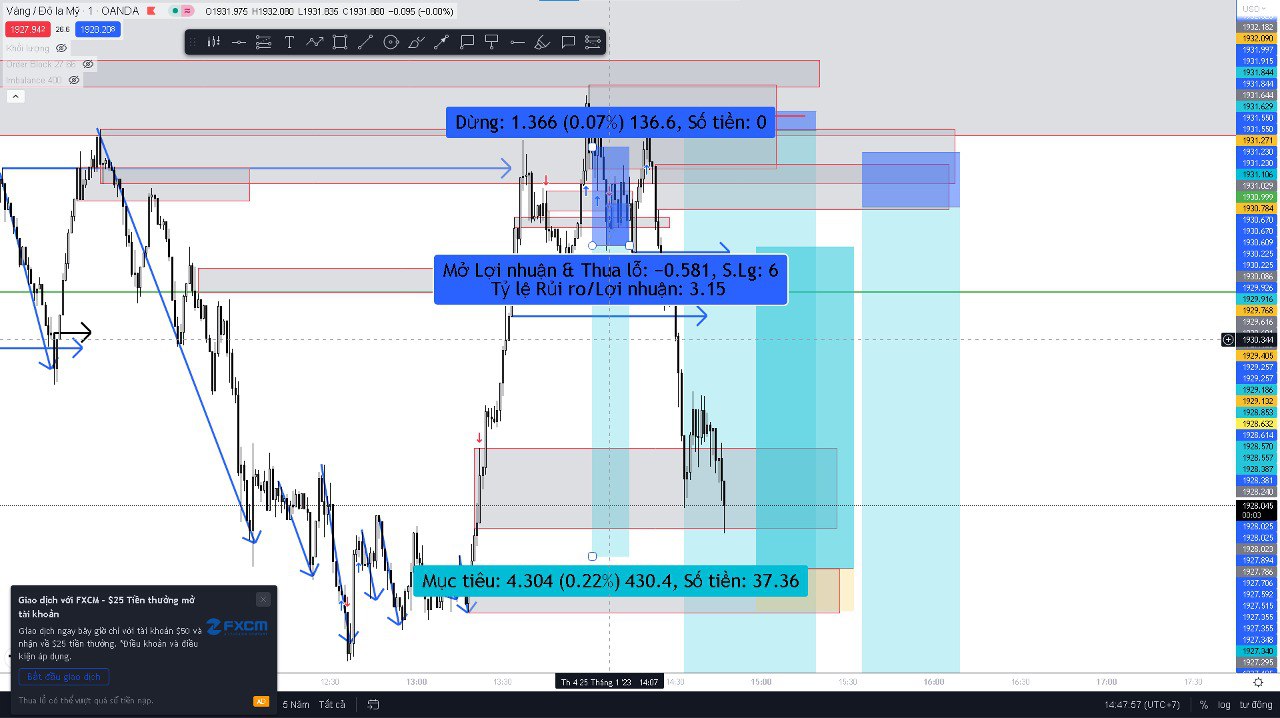 Vàng / Đô la Mỹ · 1 · OANDA
O1931.975 H1932.080 L1931.835 C1931.880 −0.095 (−0.00%)
1927.942 26.6 1928.208
Khối lượng
Order Block 27 86
Imbalance 400
Dừng: 1.366 (0.07%) 136.6, Số tiền: 0
Mở Lợi nhuận & Thua lỗ: −0.581, S.Lg: 6
Tỷ lệ Rủi ro/Lợi nhuận: 3.15
Mục tiêu: 4.304 (0.22%) 430.4, Số tiền: 37.36
USD
1932.182
1932.090
1931.997
1931.915
1931.844
1931.844
1931.644
1931.629
1931.550
1931.550
1931.271
1931.230
1931.230
1931.106
1931.029
1930.999
1930.784
1930.670
1930.670
1930.609
1930.225
1930.225
1930.086
1929.926
1929.916
1929.768
1929.616
1930.344
1929.405
1929.257
1929.257
1929.186
1929.132
1928.853
1928.632
1928.614
1928.570
1928.557
1928.387
1928.381
1928.240
1928.045
00:03
1928.025
1928.025
1928.023
1927.894
1927.786
1927.706
1927.592
1927.515
1927.355
1927.355
1927.348
1927.340
1927.295
Giao dịch với FXCM - $25 Tiền thưởng mở
tài khoản
Giao dịch ngay bây giờ chỉ với tài khoản $50 và
nhận về $25 tiền thưởng. *Điều khoản và điều
kiện áp dụng.
FXCM
Bắt đầu giao dịch
Thua lỗ có thể vượt quá số tiền nạp.
AD
12:30 13:00 13:30 Th 4 25 Tháng 1 '23 14:07 14:30 15:00 15:30 16:00 16:30 17:00 17:30
5 Năm Tất cả
14:47:57 (UTC+7) % log tự động